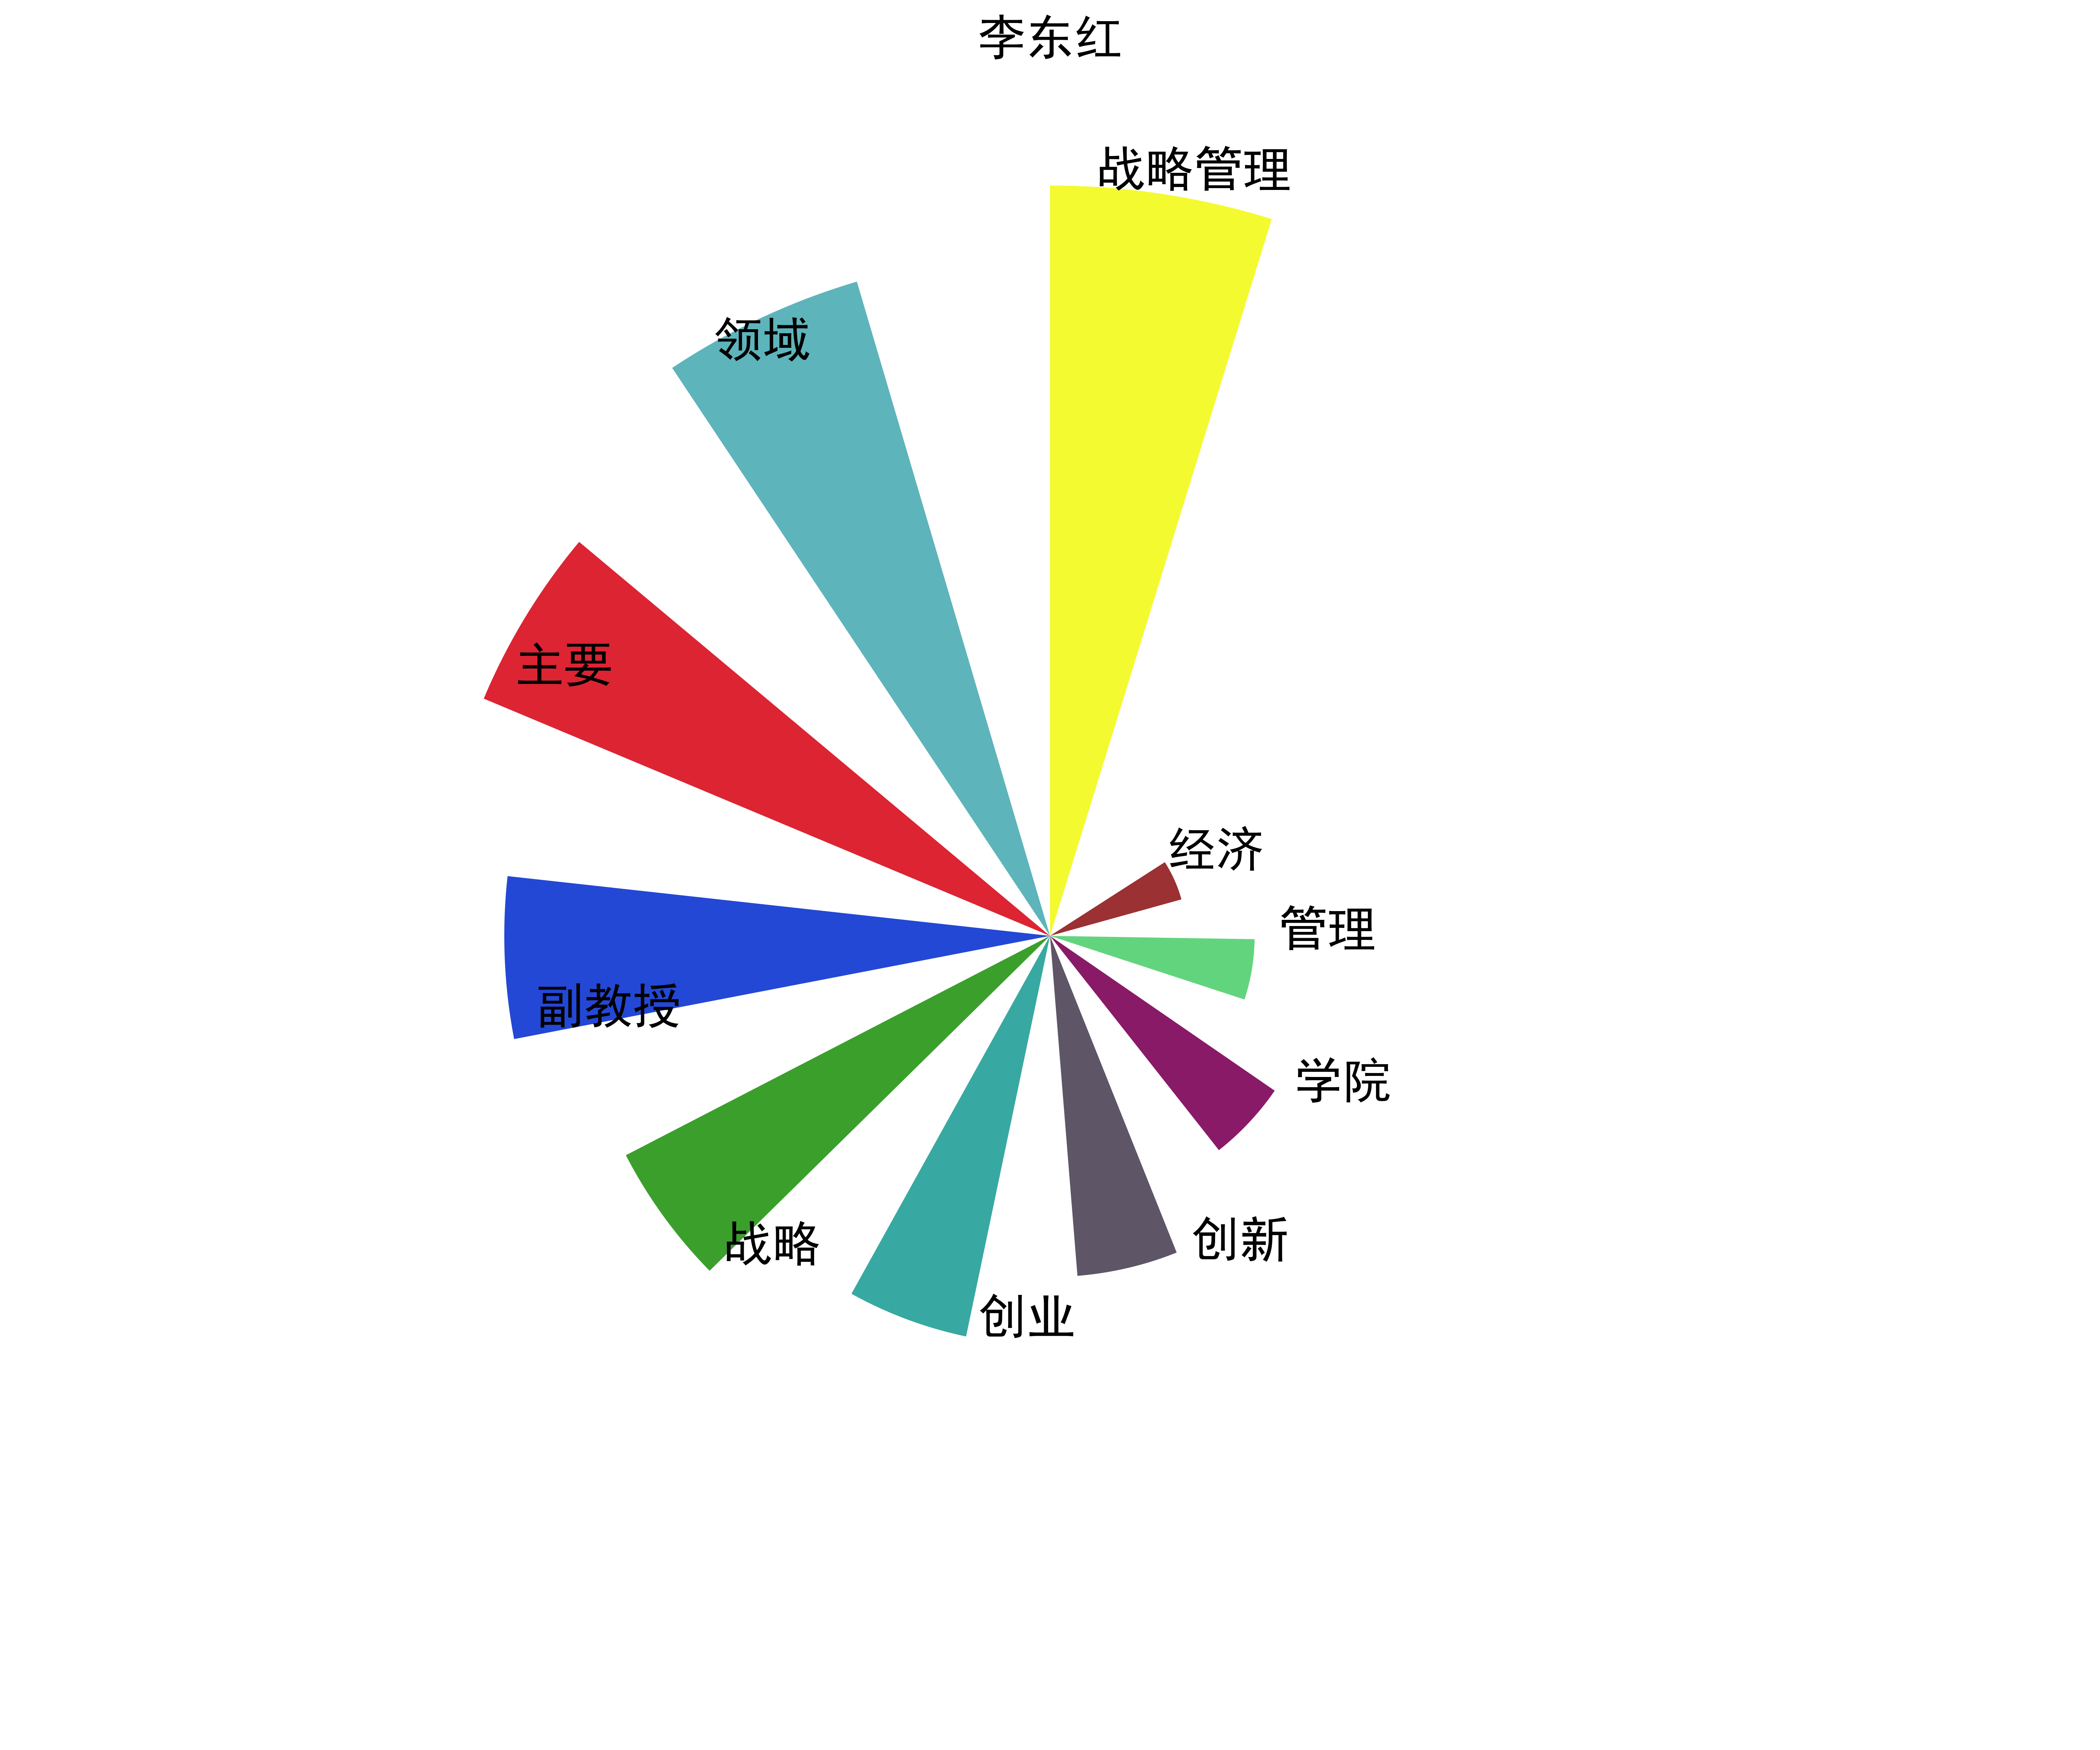 李东红
战略管理
领域
主要
经济
管理
副教授
学院
战略
创新
创业